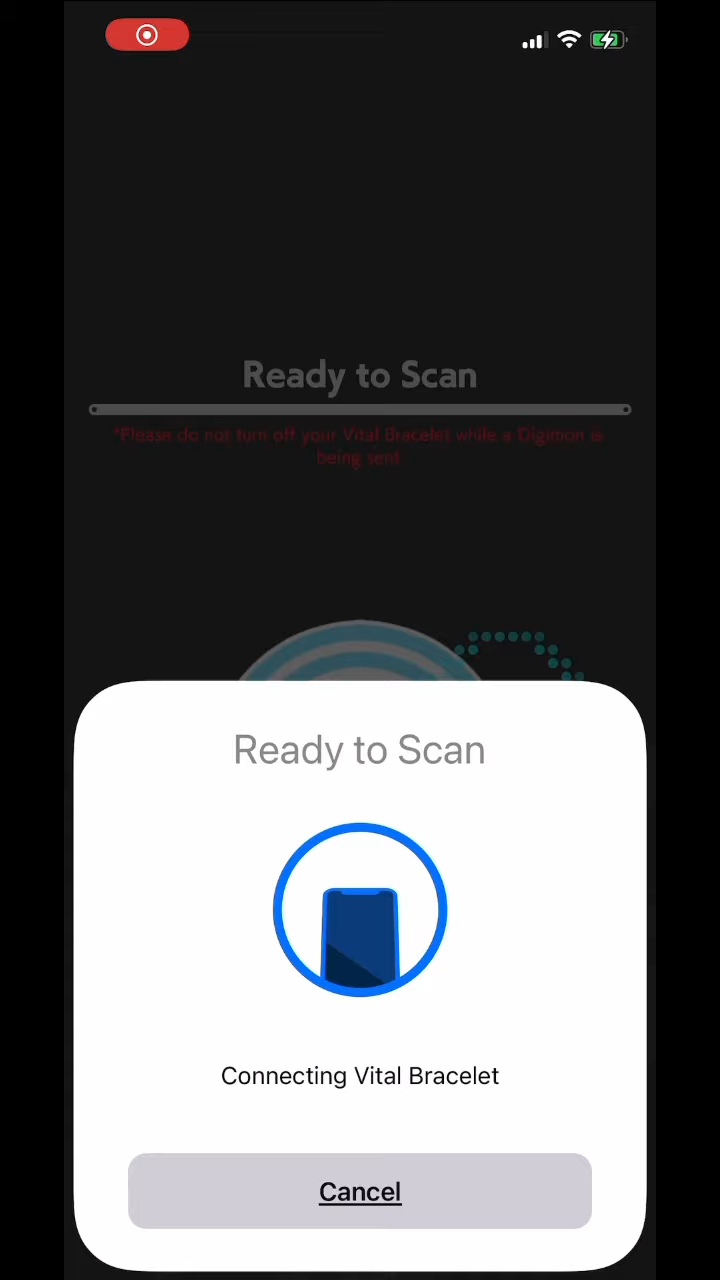 Ready to Scan
*Please do not turn off your Vital Bracelet while a Digimon is
being sent
Ready to Scan
Connecting Vital Bracelet
Cancel